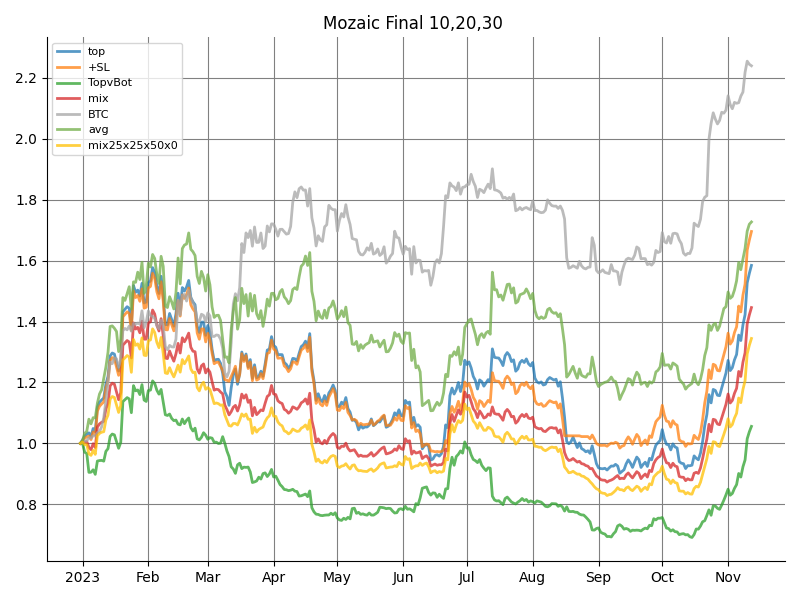 Mozaic Final 10,20,30
top
+SL
TopvBot
mix
BTC
avg
mix25x25x50x0
2.2
2.0
1.8
1.6
1.4
1.2
1.0
0.8
2023 Feb Mar Apr May Jun Jul Aug Sep Oct Nov